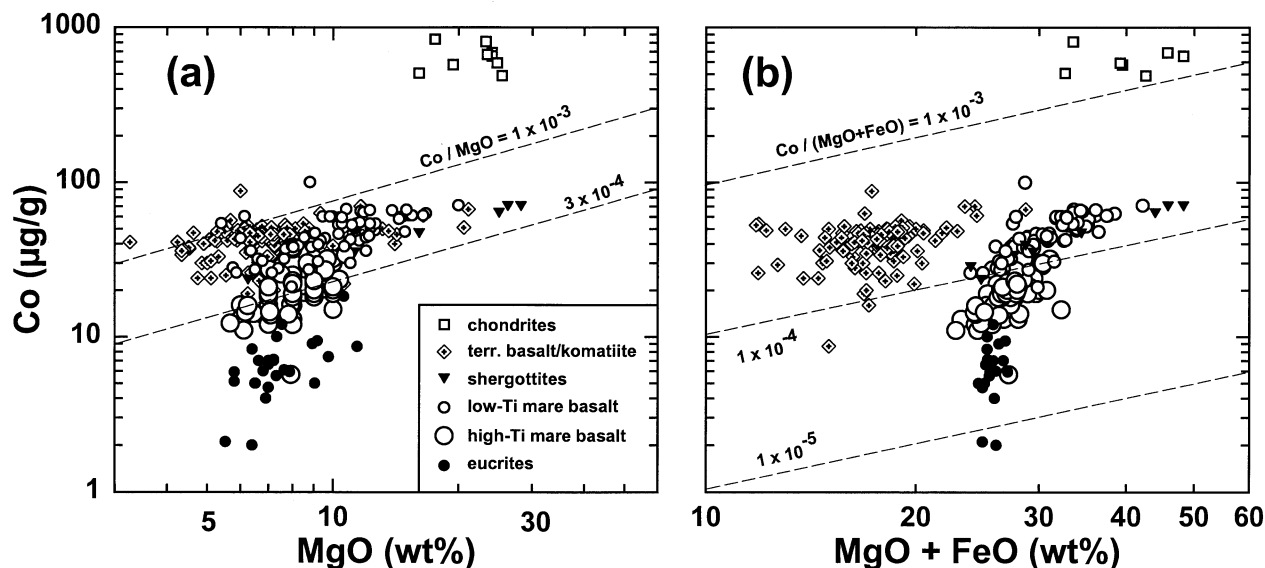 (a)
1000
100
10
1
Co (µg/g)
Co / MgO = 1 x 10-3
3 x 10-4
chondrites
terr. basalt/komatiite
shergottites
low-Ti mare basalt
high-Ti mare basalt
eucrites
5 10 30
MgO (wt%)
(b)
Co / (MgO+FeO) = 1 x 10-3
1 x 10-4
1 x 10-5
10 20 30 40 50 60
MgO + FeO (wt%)